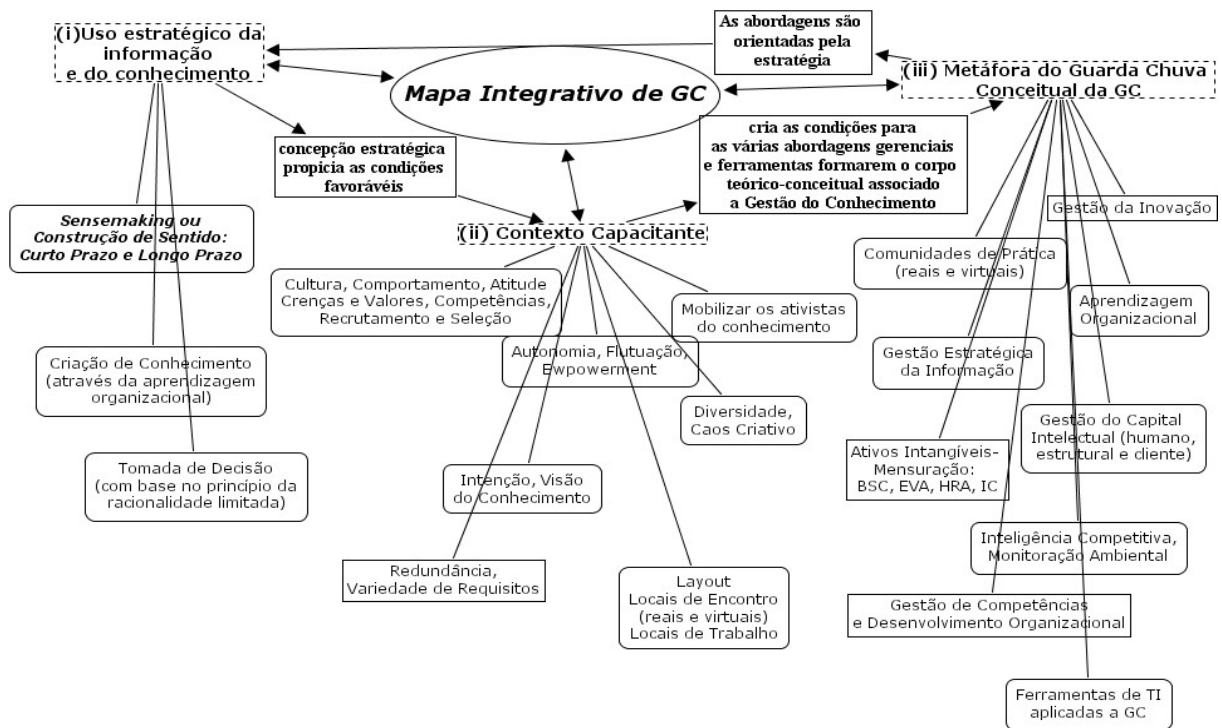 (i)Uso estratégico da
informação
e do conhecimento
As abordagens são
orientadas pela
estratégia
Mapa Integrativo de GC
(iii) Metáfora do Guarda Chuva
Conceitual da GC
concepção estratégica
propicia as condições
favorávéis
cria as condições para
as várias abordagens gerenciais
e ferramentas formarem o corpo
teórico-conceitual associado
a Gestão do Conhecimento
(ii) Contexto Capacitante
Sensemaking ou
Construção de Sentido:
Curto Prazo e Longo Prazo
Criação de Conhecimento
(através da aprendizagem
organizacional)
Tomada de Decisão
(com base no princípio da
racionalidade limitada)
Cultura, Comportamento, Atitude
Crenças e Valores, Competências,
Recrutamento e Seleção
Mobilizar os ativistas
do conhecimento
Autonomia, Flutuação,
Ewpowerment
Diversidade,
Caos Criativo
Intenção, Visão
do Conhecimento
Redundância,
Variedade de Requisitos
Layout
Locais de Encontro
(reais e virtuais)
Locais de Trabalho
Gestão da Inovação
Comunidades de Prática
(reais e virtuais)
Aprendizagem
Organizacional
Gestão Estratégica
da Informação
Gestão do Capital
Intelectual (humano,
estrutural e cliente)
Ativos Intangíveis-
Mensuração:
BSC, EVA, HRA, IC
Inteligência Competitiva,
Monitoração Ambiental
Gestão de Competências
e Desenvolvimento Organizacional
Ferramentas de TI
aplicadas a GC